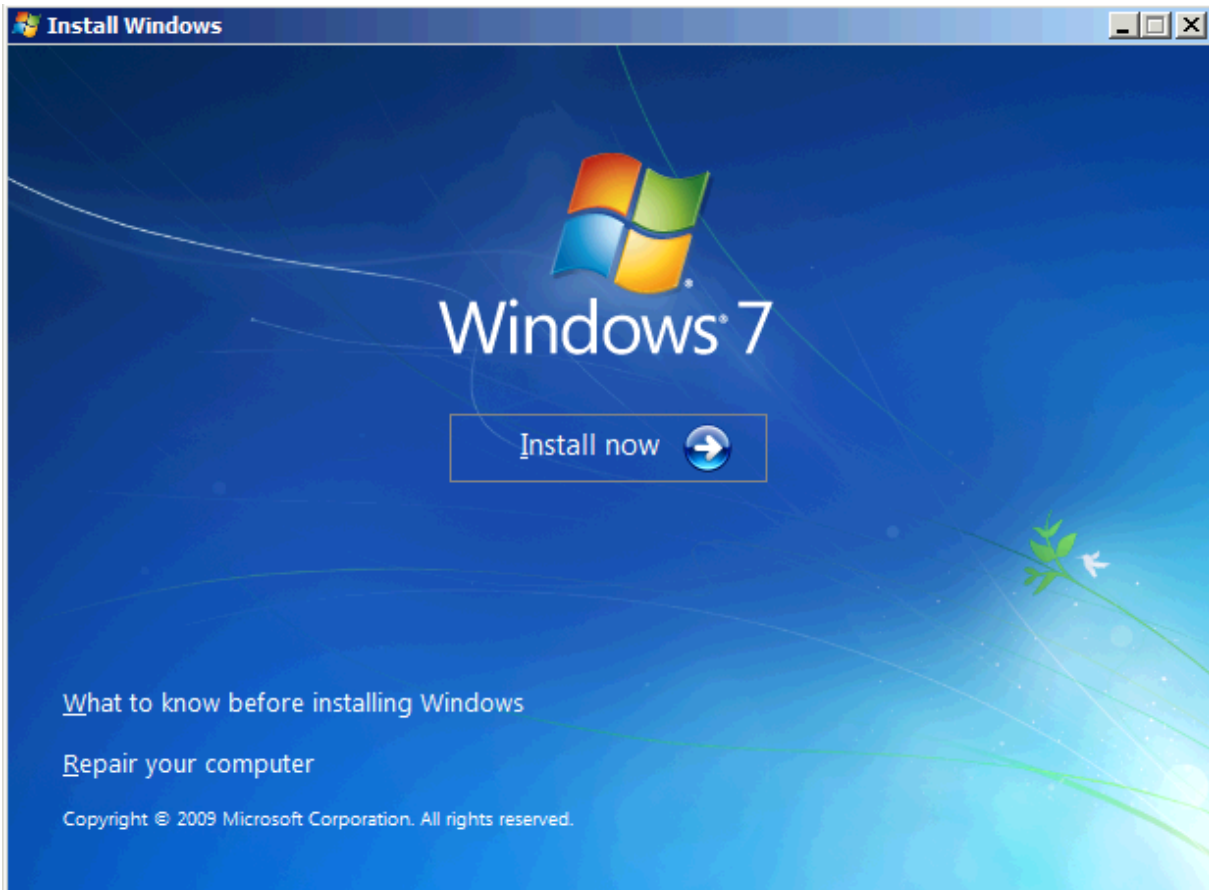 Install Windows
Windows® 7
Install now
What to know before installing Windows
Repair your computer
Copyright © 2009 Microsoft Corporation. All rights reserved.